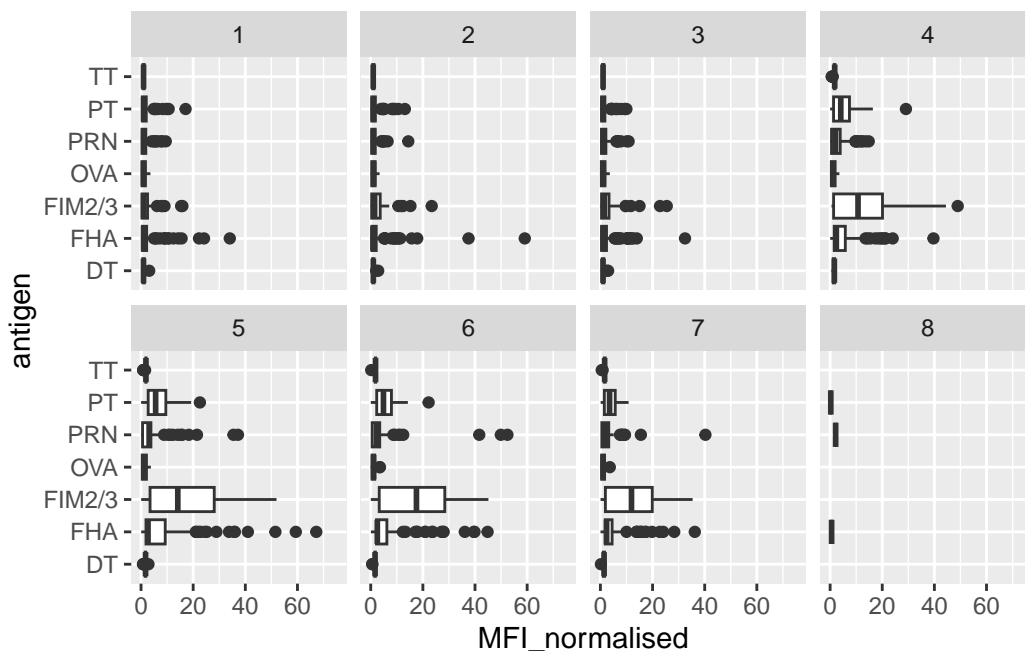 1 2 3 4
TT
PT
PRN
OVA
FIM2/3
FHA
DT
antigen
5 6 7 8
TT
PT
PRN
OVA
FIM2/3
FHA
DT
0 20 40 60 0 20 40 60 0 20 40 60 0 20 40 60
MFI_normalised